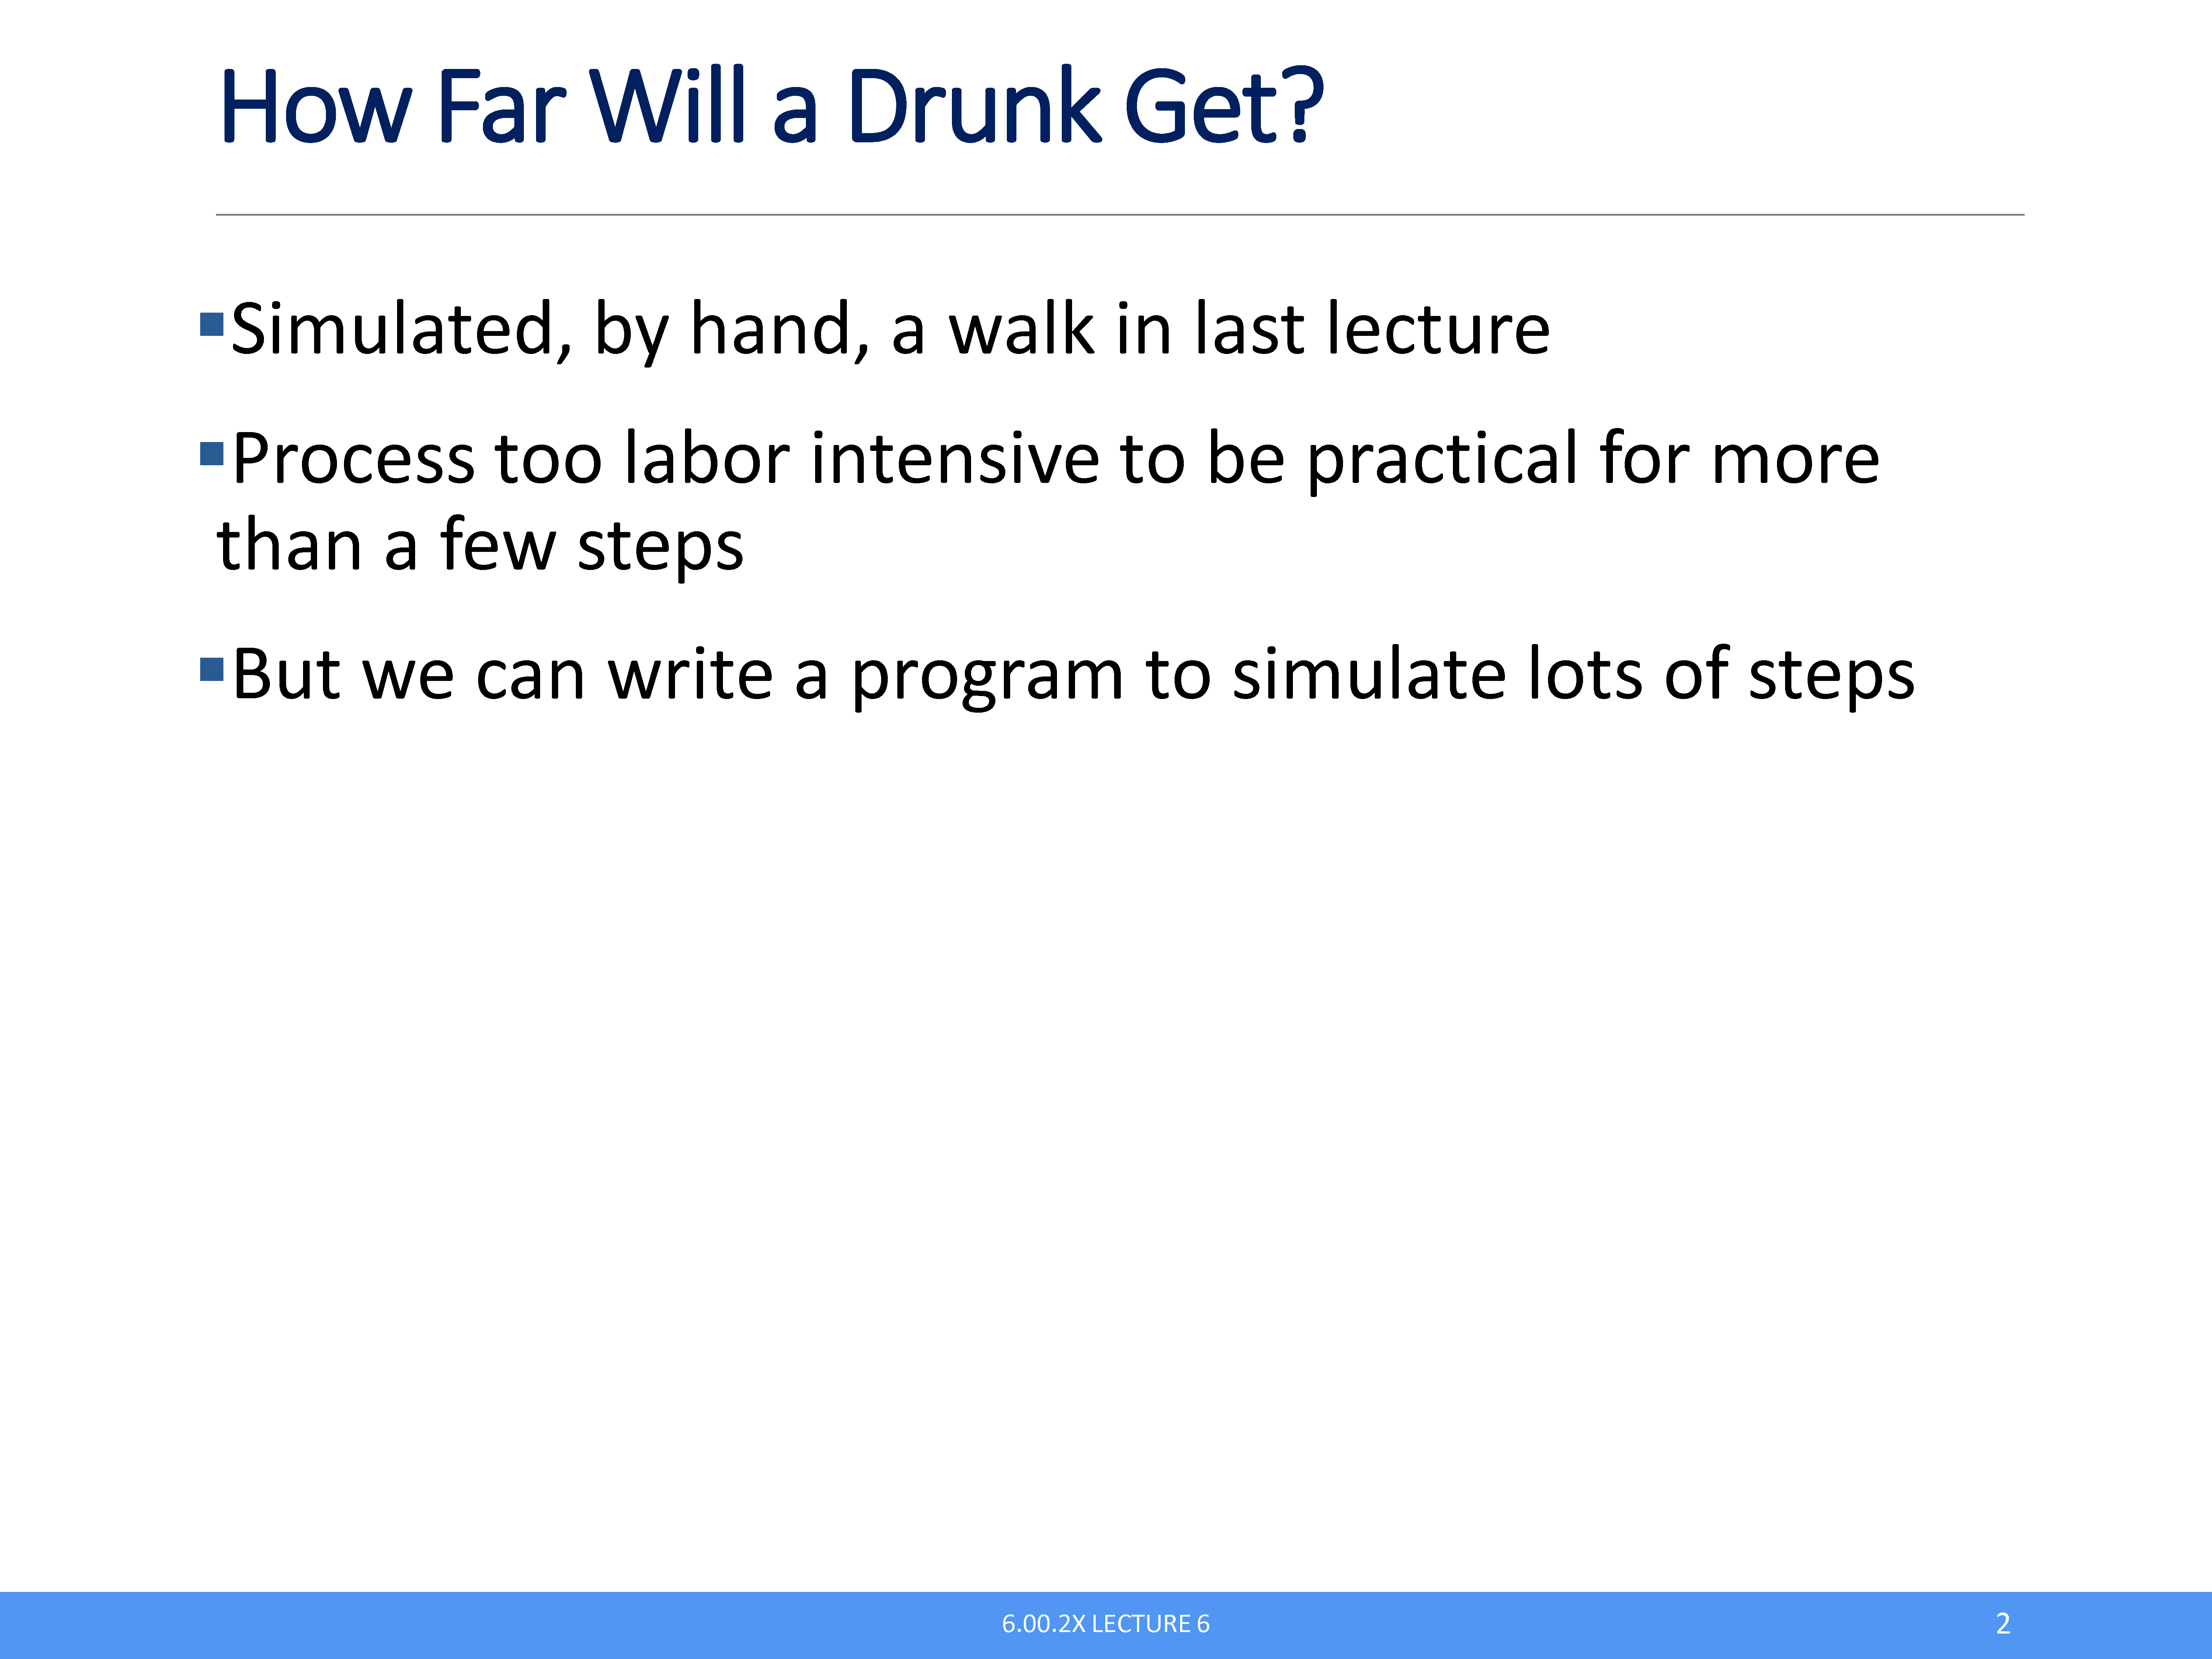 How Far Will a Drunk Get?
▪Simulated, by hand, a walk in last lecture
▪Process too labor intensive to be practical for more
than a few steps
▪But we can write a program to simulate lots of steps
6.00.2X LECTURE 6
2